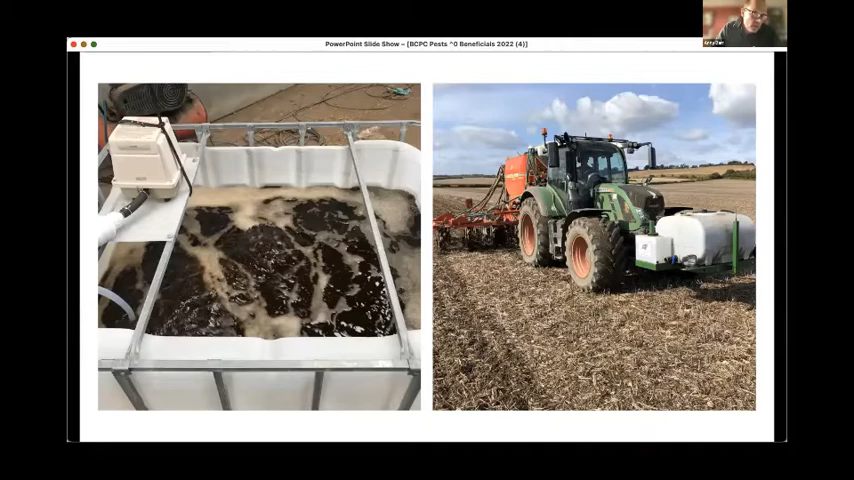 PowerPoint Slide Show – [BCPC Pests ^0 Beneficials 2022 (4)]